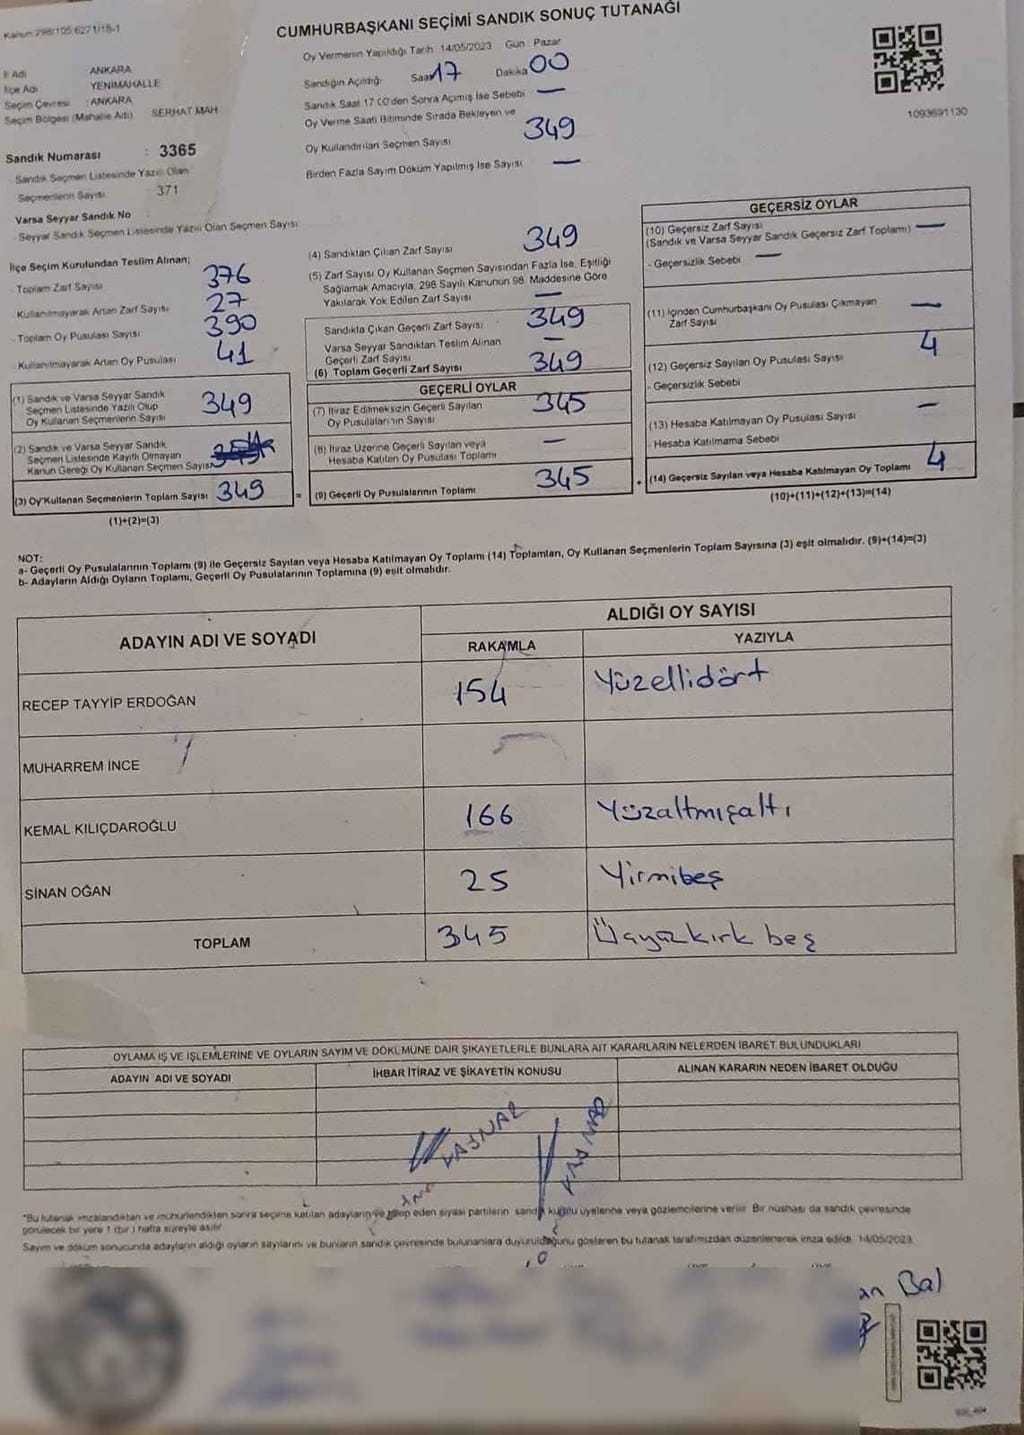 CUMHURBAŞKANI SEÇİMİ SANDIK SONUÇ TUTANAĞI
Kanun 298/105 6271/18-1
Oy Vermenin Yapıldığı Tarih 14/05/2023 Gün Pazar
İl Adı ANKARA
İlçe Adı YENİMAHALLE
Seçim Çevresi : ANKARA
Seçim Bölgesi (Mahalle Adı) SERHAT MAH
Sandığın Açıldığı Saat 17 Dakika 00
Sandık Saat 17 00'den Sonra Açımış İse Sebebi —
Oy Verme Saati Bitiminde Sırada Bekleyen ve
Oy Kullandırılan Seçmen Sayısı 349
Birden Fazla Sayım Döküm Yapılmış İse Sayısı —
1093691130
Sandık Numarası : 3365
- Sandık Seçmen Listesinde Yazılı Olan
Seçmenlerin Sayısı 371
Varsa Seyyar Sandık No
- Seyyar Sandık Seçmen Listesinde Yazılı Olan Seçmen Sayısı
İlçe Seçim Kurulundan Teslim Alınan;
- Toplam Zarf Sayısı 376
- Kullanılmayarak Artan Zarf Sayısı 27
- Toplam Oy Pusulası Sayısı 390
- Kullanılmayarak Artan Oy Pusulası 41
(1) Sandık ve Varsa Seyyar Sandık
Seçmen Listesinde Yazılı Olup
Oy Kullanan Seçmenlerin Sayısı 349
(2) Sandık ve Varsa Seyyar Sandık
Seçmen Listesinde Kayıtlı Olmayan
Kanun Gereği Oy Kullanan Seçmen Sayısı
(3) Oy Kullanan Seçmenlerin Toplam Sayısı 349 =
(1)+(2)=(3)
(4) Sandıktan Çıkan Zarf Sayısı 349
(5) Zarf Sayısı Oy Kullanan Seçmen Sayısından Fazla İse, Eşitliği
Sağlamak Amacıyla, 298 Sayılı Kanunun 98. Maddesine Göre
Yakılarak Yok Edilen Zarf Sayısı —
Sandıkta Çıkan Geçerli Zarf Sayısı 349
Varsa Seyyar Sandıktan Teslim Alınan
Geçerli Zarf Sayısı —
(6) Toplam Geçerli Zarf Sayısı 349
GEÇERLİ OYLAR
(7) İtiraz Edilmeksizin Geçerli Sayılan
Oy Pusulalarının Sayısı 345
(8) İtiraz Üzerine Geçerli Sayılan veya
Hesaba Katılan Oy Pusulası Toplamı —
(9) Geçerli Oy Pusulalarının Toplamı 345 +
GEÇERSİZ OYLAR
(10) Geçersiz Zarf Sayısı
(Sandık ve Varsa Seyyar Sandık Geçersiz Zarf Toplamı) —
- Geçersizlik Sebebi —
(11) İçinden Cumhurbaşkanı Oy Pusulası Çıkmayan
Zarf Sayısı —
(12) Geçersiz Sayılan Oy Pusulası Sayısı 4
- Geçersizlik Sebebi
(13) Hesaba Katılmayan Oy Pusulası Sayısı —
- Hesaba Katılmama Sebebi
(14) Geçersiz Sayılan veya Hesaba Katılmayan Oy Toplamı 4
(10)+(11)+(12)+(13)=(14)
NOT:
a- Geçerli Oy Pusulalarının Toplamı (9) ile Geçersiz Sayılan veya Hesaba Katılmayan Oy Toplamı (14) Toplamları, Oy Kullanan Seçmenlerin Toplam Sayısına (3) eşit olmalıdır. (9)+(14)=(3)
b- Adayların Aldığı Oyların Toplamı, Geçerli Oy Pusulalarının Toplamına (9) eşit olmalıdır.
ADAYIN ADI VE SOYADI ALDIĞI OY SAYISI
RAKAMLA YAZIYLA
RECEP TAYYİP ERDOĞAN 154 Yüzellidört
MUHARREM İNCE
KEMAL KILIÇDAROĞLU 166 Yüzaltmışaltı
SİNAN OĞAN 25 Yirmibeş
TOPLAM 345 Üçyüzkırk beş
OYLAMA İŞ VE İŞLEMLERİNE VE OYLARIN SAYIM VE DÖKÜMÜNE DAİR ŞİKAYETLERLE BUNLARA AİT KARARLARIN NELERDEN İBARET BULUNDUKLARI
ADAYIN ADI VE SOYADI İHBAR İTİRAZ VE ŞİKAYETİN KONUSU ALINAN KARARIN NEDEN İBARET OLDUĞU
"Bu tutanak imzalandıktan ve mühürlendikten sonra seçime katılan adayların ve talep eden siyasi partilerin sandık kurulu üyelerine veya gözlemcilerine verilir. Bir nüshası da sandık çevresinde
görülecek bir yere 1 (bir) hafta süreyle asılır
Sayım ve döküm sonucunda adayların aldığı oyların sayılarını ve bunların sandık çevresinde bulunanlara duyurulduğunu gösteren bu tutanak tarafımızdan düzenlenerek imza edildi. 14/05/2023
an Bal